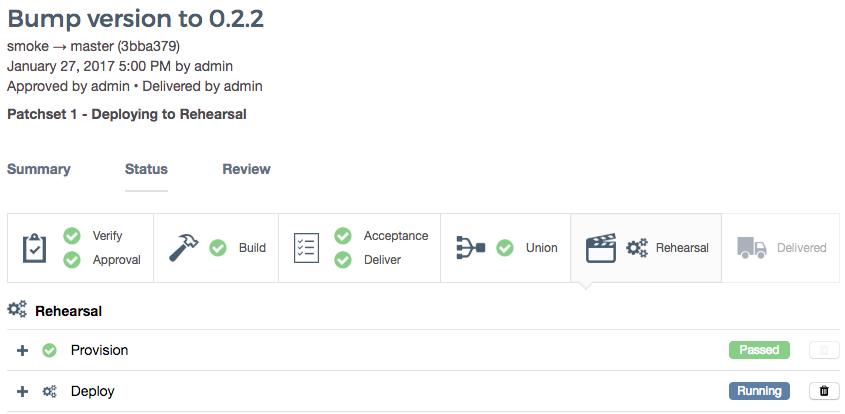 Bump version to 0.2.2
smoke → master (3bba379)
January 27, 2017 5:00 PM by admin
Approved by admin • Delivered by admin
Patchset 1 - Deploying to Rehearsal
Summary Status Review
Verify
Approval
Build
Acceptance
Deliver
Union
Rehearsal
Delivered
Rehearsal
Provision Passed
Deploy Running